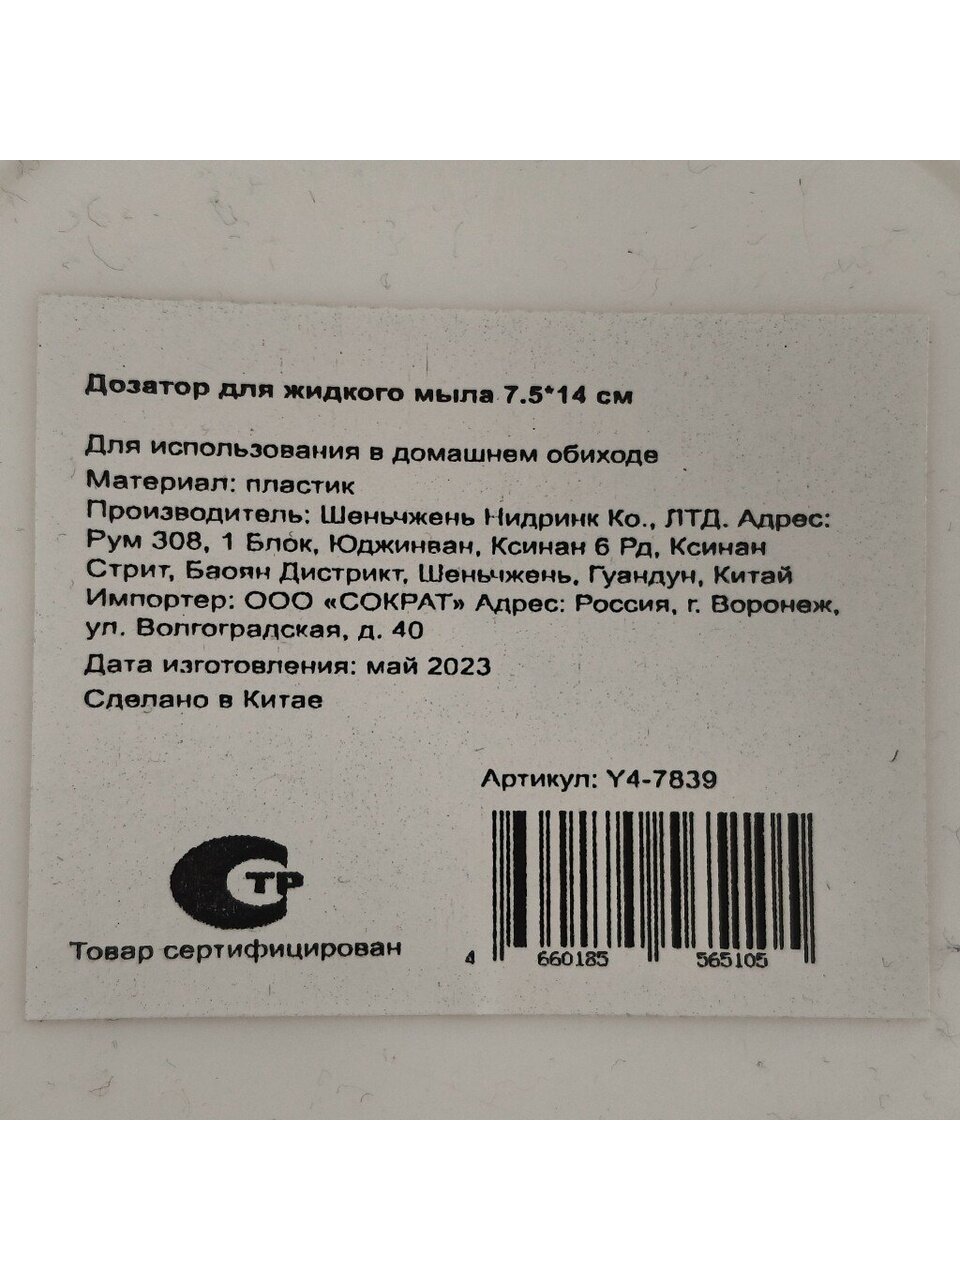 Дозатор для жидкого мыла 7.5*14 см
Для использования в домашнем обиходе
Материал: пластик
Производитель: Шеньчжень Нидринк Ко., ЛТД. Адрес:
Рум 308, 1 Блок, Юджинван, Ксинан 6 Рд, Ксинан
Стрит, Баоян Дистрикт, Шеньчжень, Гуандун, Китай
Импортер: ООО «СОКРАТ» Адрес: Россия, г. Воронеж,
ул. Волгоградская, д. 40
Дата изготовления: май 2023
Сделано в Китае
Артикул: Y4-7839
ТР
Товар сертифицирован
4 660185 565105